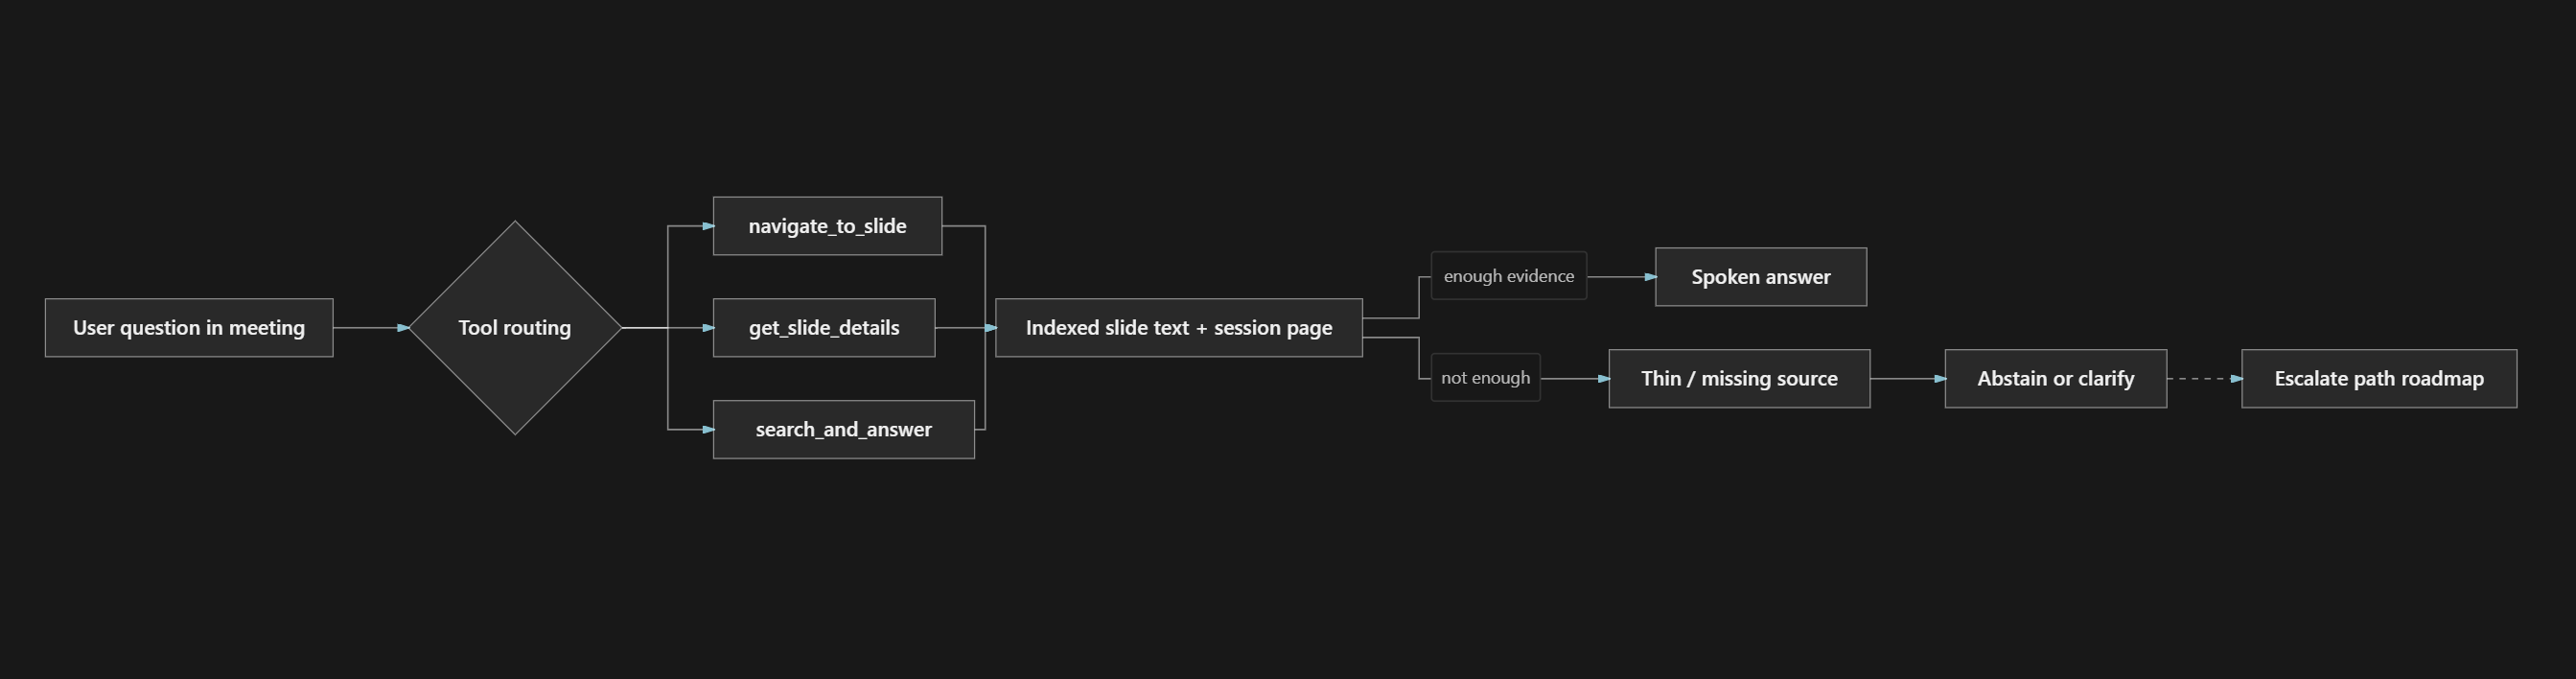 User question in meeting
Tool routing
navigate_to_slide
get_slide_details
search_and_answer
Indexed slide text + session page
enough evidence
Spoken answer
not enough
Thin / missing source
Abstain or clarify
Escalate path roadmap